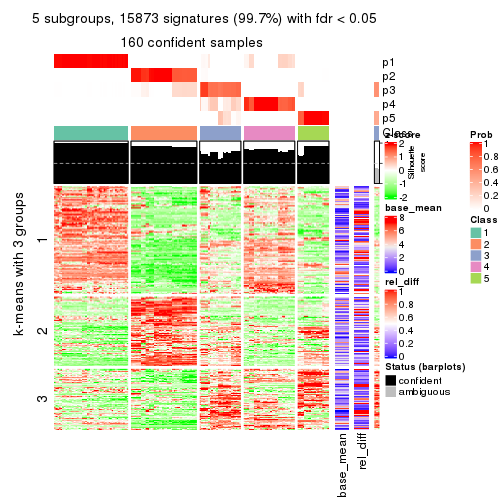 5 subgroups, 15873 signatures (99.7%) with fdr < 0.05
160 confident samples
p1
p2
p3
p4
p5
Class
Silhouette
score
z-score
2
1
0
-1
-2
base_mean
8
6
4
2
0
rel_diff
1
0.8
0.6
0.4
0.2
0
Status (barplots)
confident
ambiguous
Prob
1
0.8
0.6
0.4
0.2
0
Class
1
2
3
4
5
k-means with 3 groups
1
2
3
base_mean
rel_diff